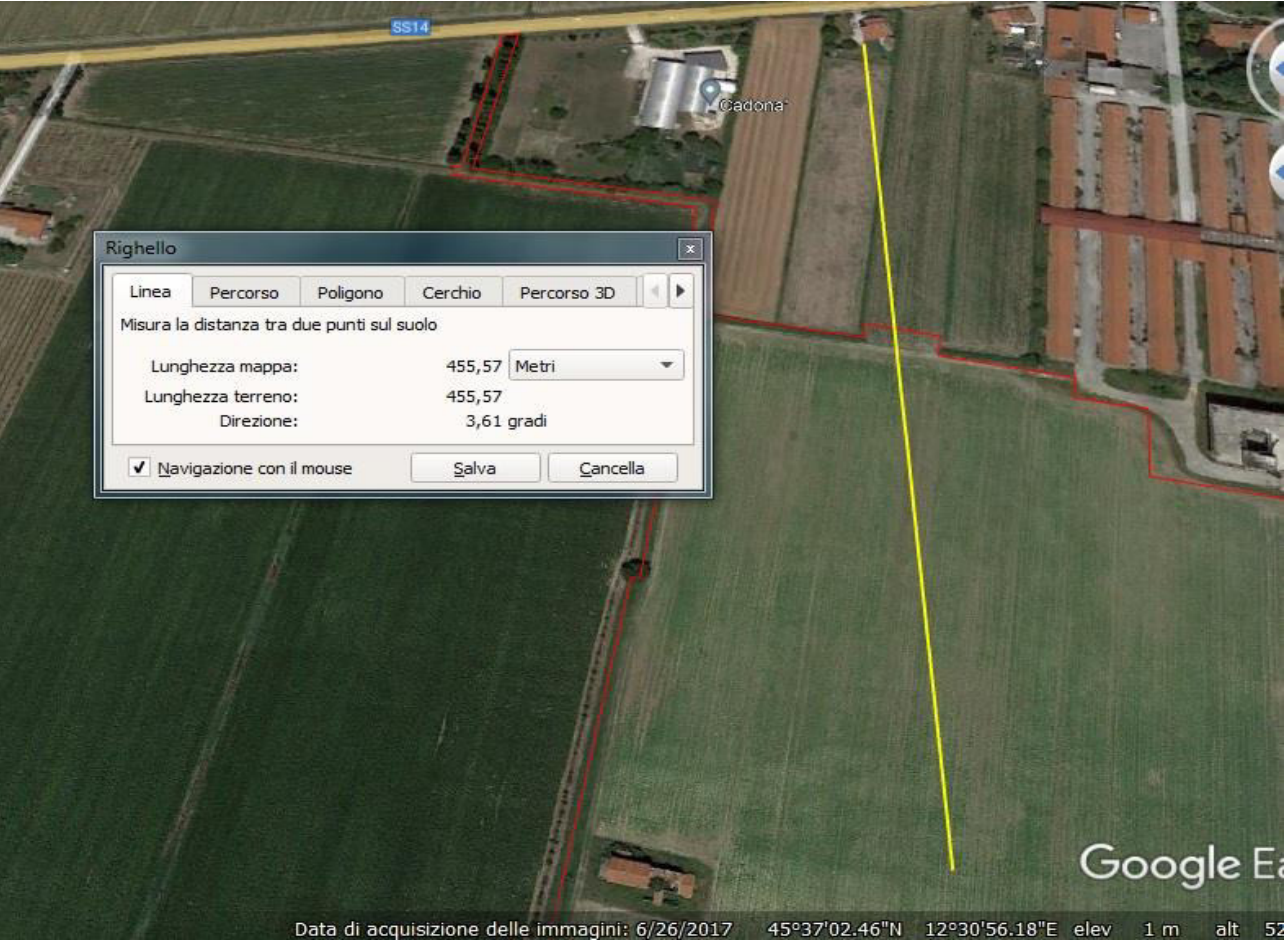 SS14
Cadona'
Righello
Linea Percorso Poligono Cerchio Percorso 3D
Misura la distanza tra due punti sul suolo
Lunghezza mappa: 455,57 Metri
Lunghezza terreno: 455,57
Direzione: 3,61 gradi
Navigazione con il mouse Salva Cancella
Google Ea
Data di acquisizione delle immagini: 6/26/2017 45°37'02.46"N 12°30'56.18"E elev 1 m alt 52